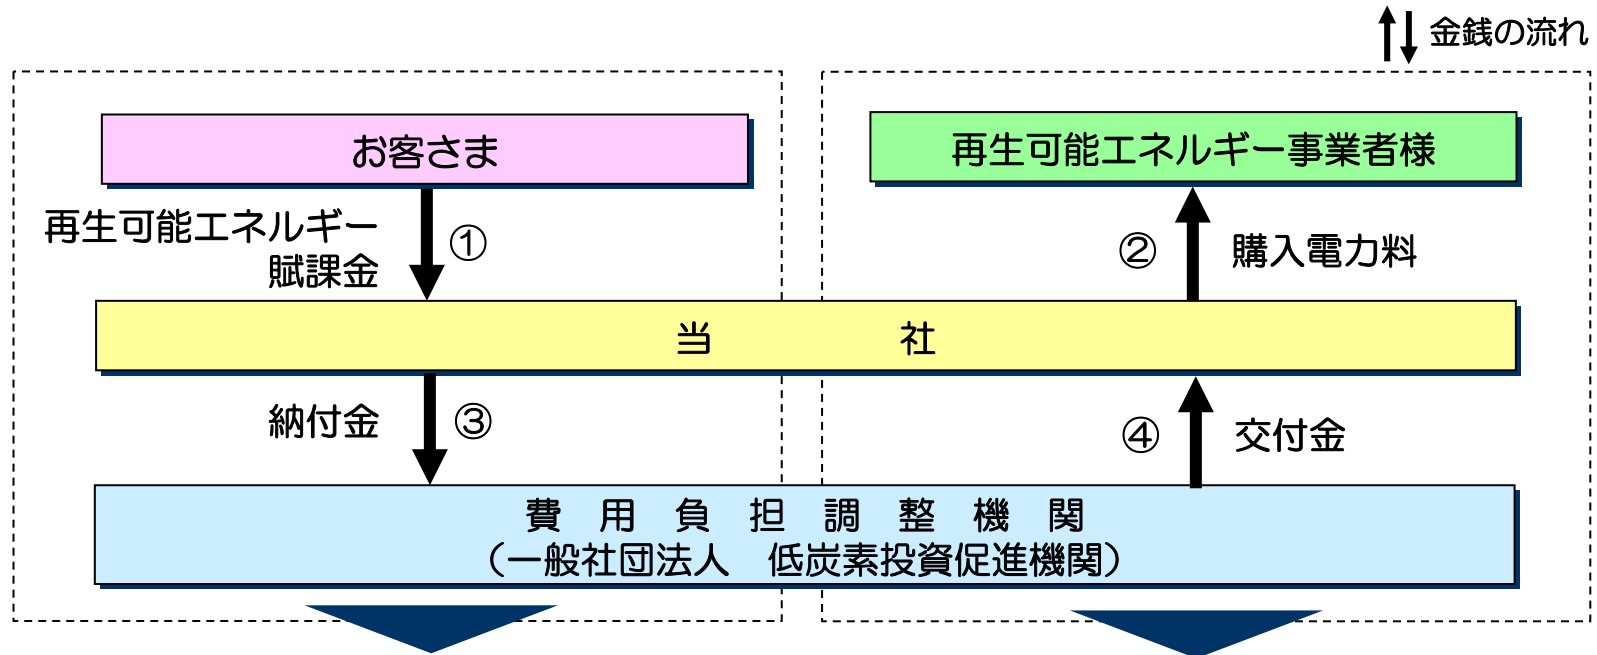 金銭の流れ
お客さま
再生可能エネルギー事業者様
再生可能エネルギー
賦課金
①
②
購入電力料
当　　　　　社
納付金
③
④
交付金
費　用　負　担　調　整　機　関
（一般社団法人　低炭素投資促進機関）